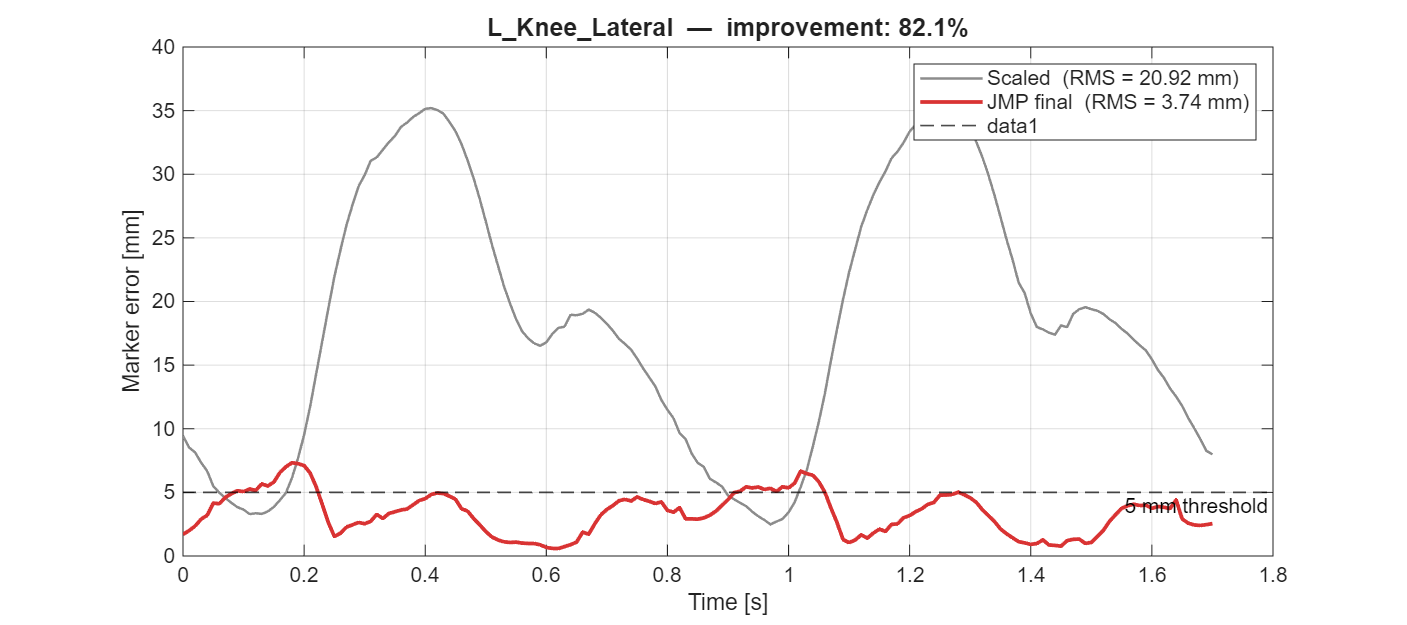 L_Knee_Lateral — improvement: 82.1%
40
35
30
25
20
15
10
5
0
Marker error [mm]
Scaled (RMS = 20.92 mm)
JMP final (RMS = 3.74 mm)
data1
5 mm threshold
0 0.2 0.4 0.6 0.8 1 1.2 1.4 1.6 1.8
Time [s]